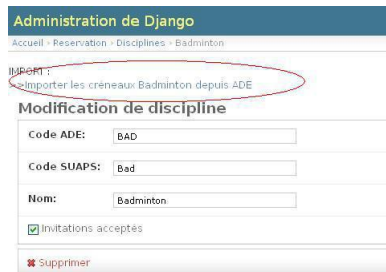 Administration de Django
Accueil › Reservation › Disciplines › Badminton
IMPORT :
>>Importer les créneaux Badminton depuis ADE
Modification de discipline
Code ADE: BAD
Code SUAPS: Bad
Nom: Badminton
Invitations acceptés
Supprimer